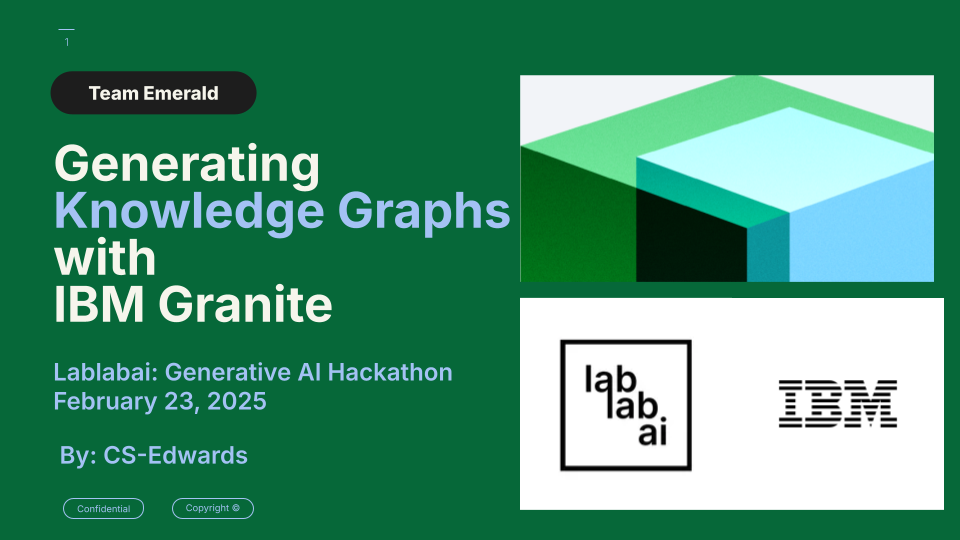 1
Team Emerald
Generating
Knowledge Graphs
with
IBM Granite
Lablabai: Generative AI Hackathon
February 23, 2025
By: CS-Edwards
Confidential
Copyright ©
lab
lab
ai
IBM